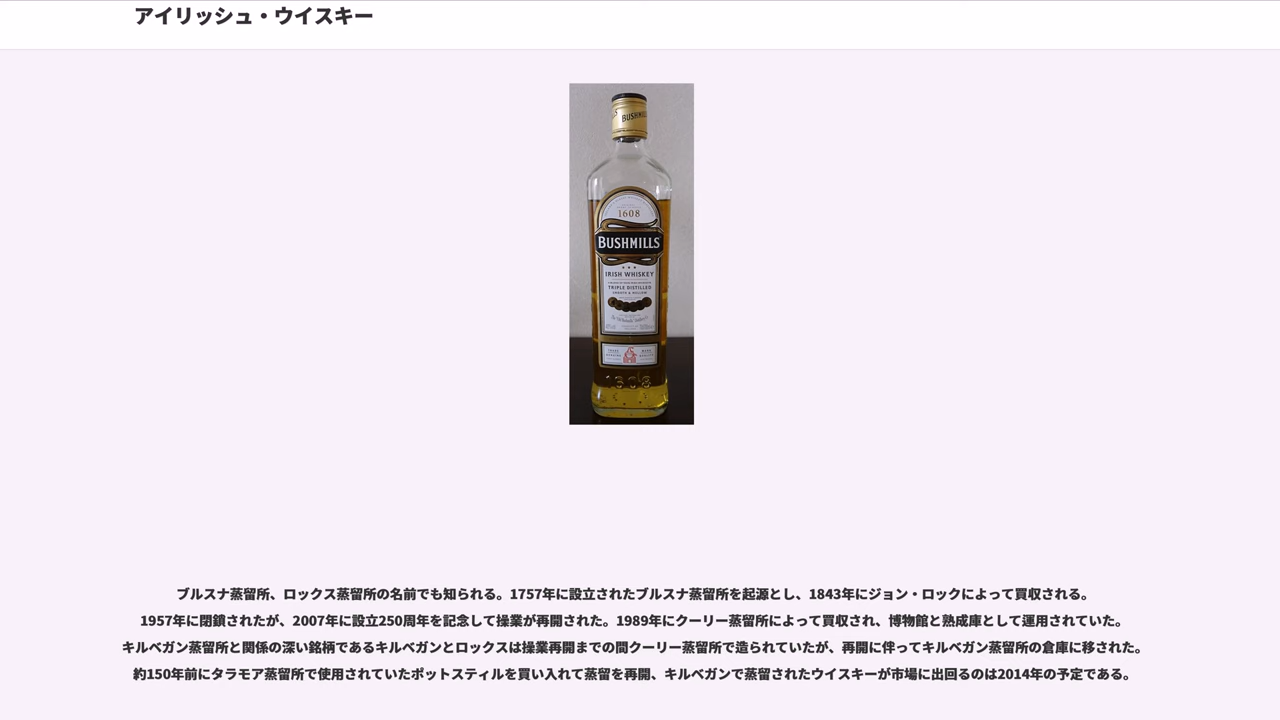 アイリッシュ・ウイスキー
BUSHMILLS
1608
BUSHMILLS
IRISH WHISKEY
TRIPLE DISTILLED
1608
ブルスナ蒸留所、ロックス蒸留所の名前でも知られる。1757年に設立されたブルスナ蒸留所を起源とし、1843年にジョン・ロックによって買収される。
1957年に閉鎖されたが、2007年に設立250周年を記念して操業が再開された。1989年にクーリー蒸留所によって買収され、博物館と熟成庫として運用されていた。
キルベガン蒸留所と関係の深い銘柄であるキルベガンとロックスは操業再開までの間クーリー蒸留所で造られていたが、再開に伴ってキルベガン蒸留所の倉庫に移された。
約150年前にタラモア蒸留所で使用されていたポットスティルを買い入れて蒸留を再開、キルベガンで蒸留されたウイスキーが市場に出回るのは2014年の予定である。